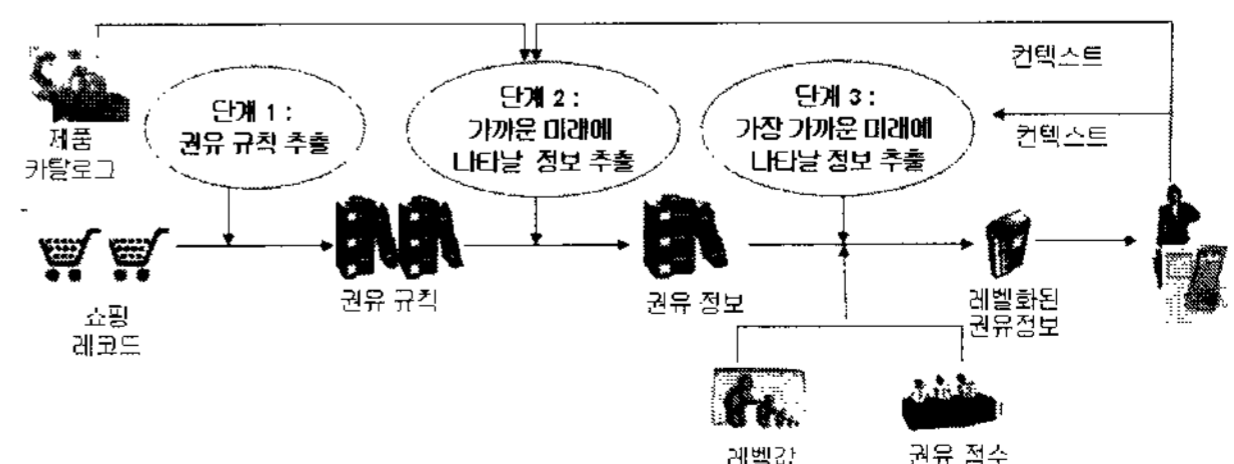 컨텍스트
단계 1 :
권유 규칙 추출
단계 2 :
가까운 미래에
나타날 정보 추출
단계 3 :
가장 가까운 미래에
나타날 정보 추출
컨텍스트
제품
카탈로그
쇼핑
레코드
권유 규칙
권유 정보
레벨화된
권유정보
레벨값
권유 점수